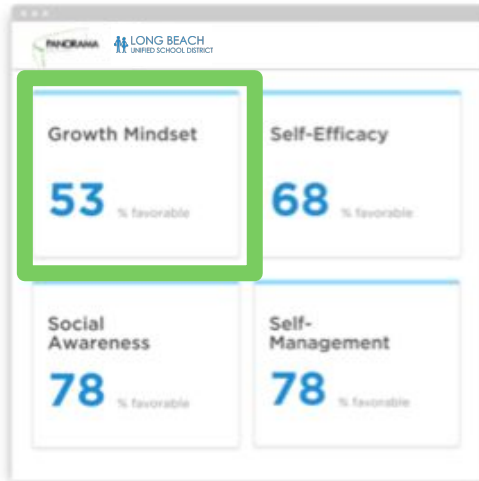 PANORAMA
LONG BEACH
UNIFIED SCHOOL DISTRICT
Growth Mindset
53 % favorable
Self-Efficacy
68 % favorable
Social
Awareness
78 % favorable
Self-
Management
78 % favorable